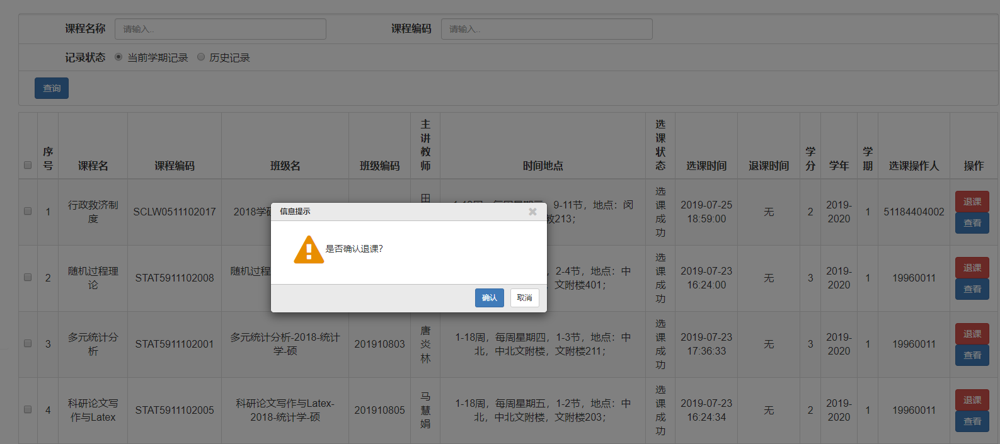 课程名称 请输入.. 课程编码 请输入..
记录状态 当前学期记录 历史记录
查询
序号 课程名 课程编码 班级名 班级编码 主讲教师 时间地点 选课状态 选课时间 退课时间 学分 学年 学期 选课操作人 操作
1 行政救济制度 SCLW0511102017 2018学 田 9-11节，地点：闵 教213； 选课成功 2019-07-25 18:59:00 无 2 2019-2020 1 51184404002 退课 查看
信息提示
是否确认退课?
确认 取消
2 随机过程理论 STAT5911102008 随机过程 2-4节，地点：中 ，文附楼401； 选课成功 2019-07-23 16:24:00 无 3 2019-2020 1 19960011 退课 查看
3 多元统计分析 STAT5911102001 多元统计分析-2018-统计学-硕 201910803 唐炎林 1-18周，每周星期四，1-3节，地点：中北，中北文附楼，文附楼211； 选课成功 2019-07-23 17:36:33 无 3 2019-2020 1 19960011 退课 查看
4 科研论文写作与Latex STAT5911102005 科研论文写作与Latex-2018-统计学-硕 201910805 马慧娟 1-18周，每周星期五，1-2节，地点：中北，中北文附楼，文附楼203； 选课成功 2019-07-23 16:24:34 无 2 2019-2020 1 19960011 退课 查看